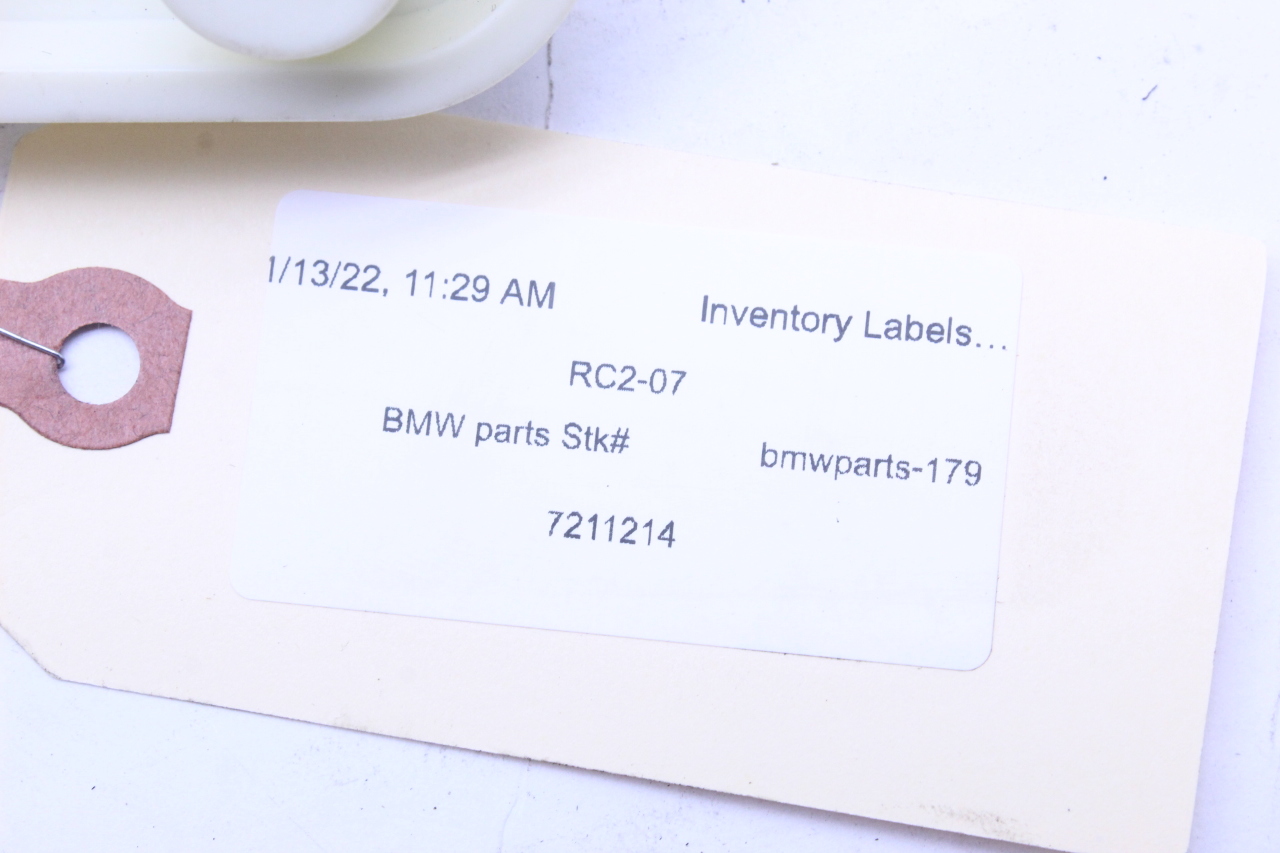 1/13/22, 11:29 AM Inventory Labels...
RC2-07
BMW parts Stk# bmwparts-179
7211214